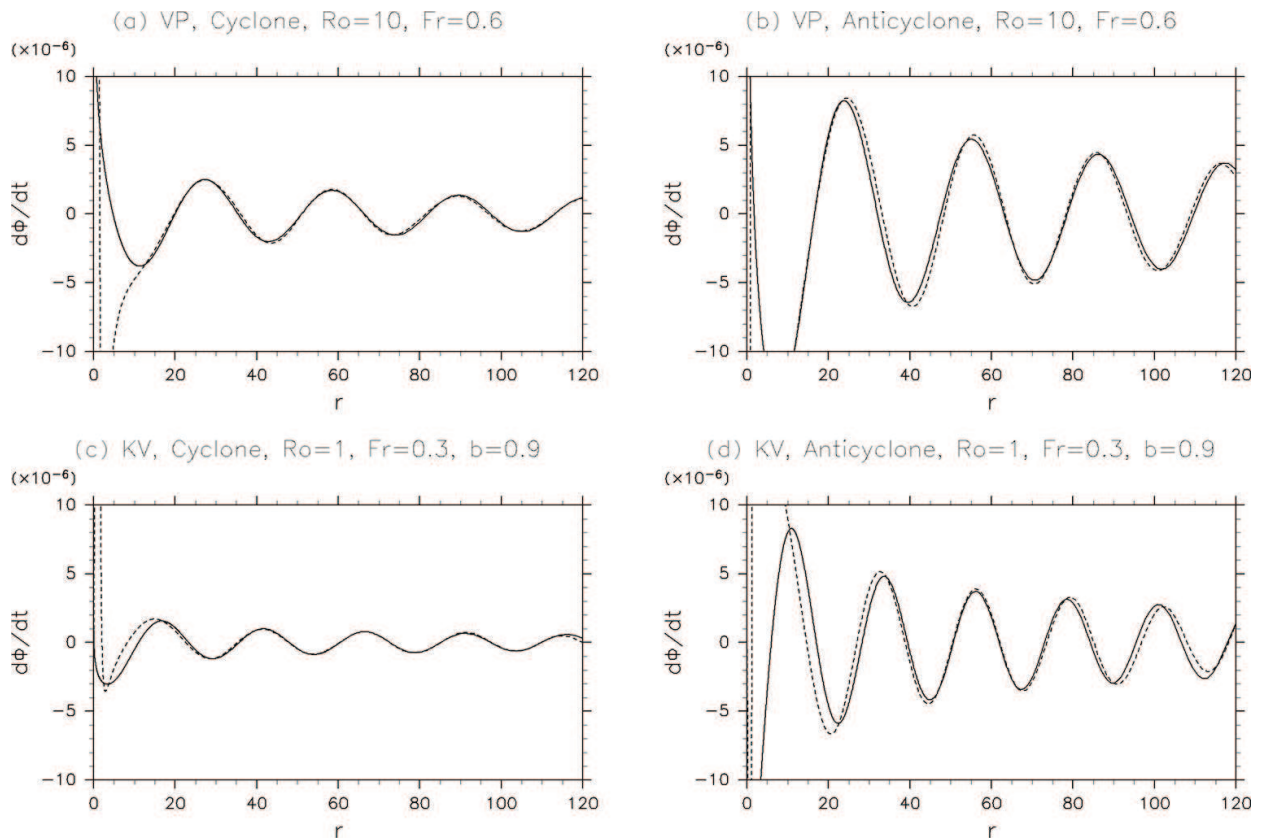 (a) VP, Cyclone, Ro=10, Fr=0.6
(×10⁻⁶)
10
5
0
−5
−10
dΦ/dt
0 20 40 60 80 100 120
r
(b) VP, Anticyclone, Ro=10, Fr=0.6
(×10⁻⁶)
10
5
0
−5
−10
dΦ/dt
0 20 40 60 80 100 120
r
(c) KV, Cyclone, Ro=1, Fr=0.3, b=0.9
(×10⁻⁶)
10
5
0
−5
−10
dΦ/dt
0 20 40 60 80 100 120
r
(d) KV, Anticyclone, Ro=1, Fr=0.3, b=0.9
(×10⁻⁶)
10
5
0
−5
−10
dΦ/dt
0 20 40 60 80 100 120
r